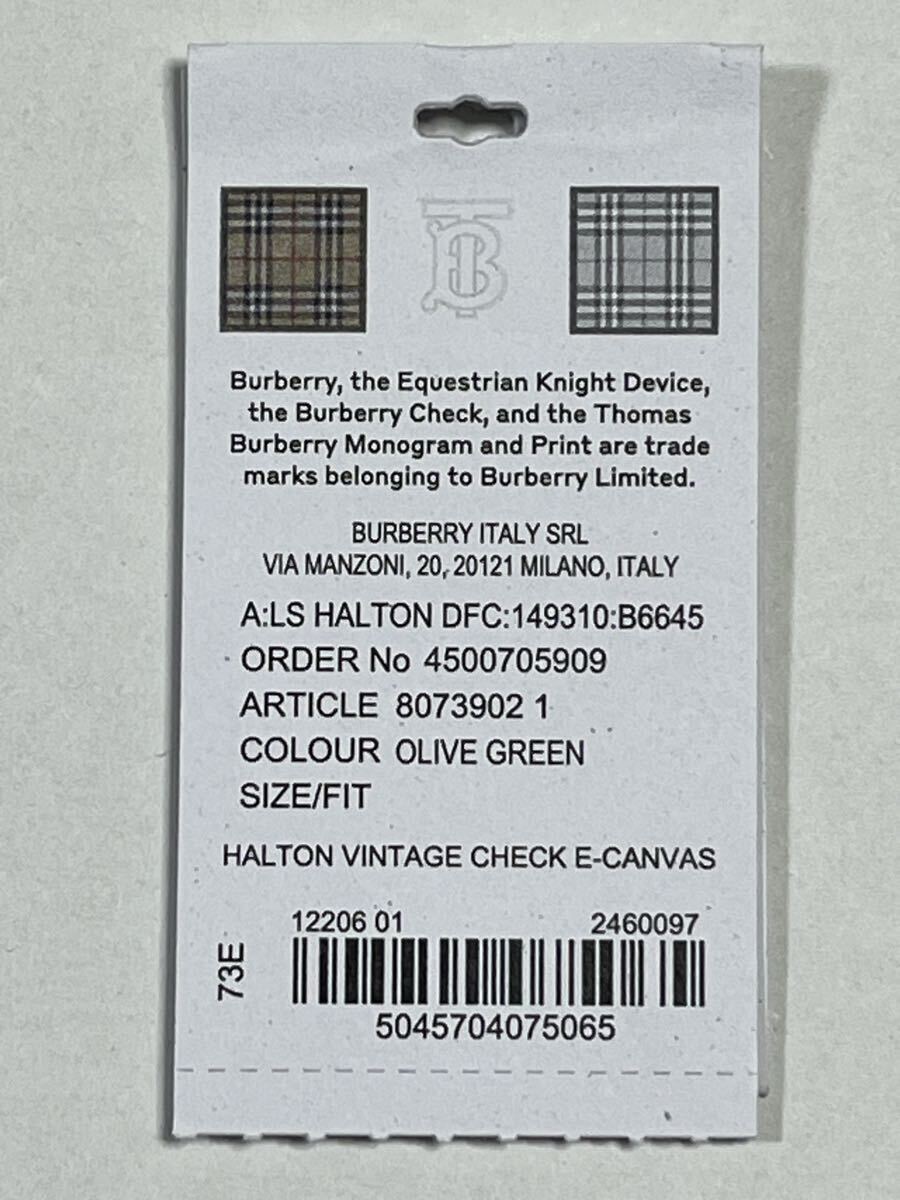 TB
Burberry, the Equestrian Knight Device,
the Burberry Check, and the Thomas
Burberry Monogram and Print are trade
marks belonging to Burberry Limited.
BURBERRY ITALY SRL
VIA MANZONI, 20, 20121 MILANO, ITALY
A:LS HALTON DFC:149310:B6645
ORDER No 4500705909
ARTICLE 8073902 1
COLOUR OLIVE GREEN
SIZE/FIT
HALTON VINTAGE CHECK E-CANVAS
12206 01 2460097
73E
5045704075065